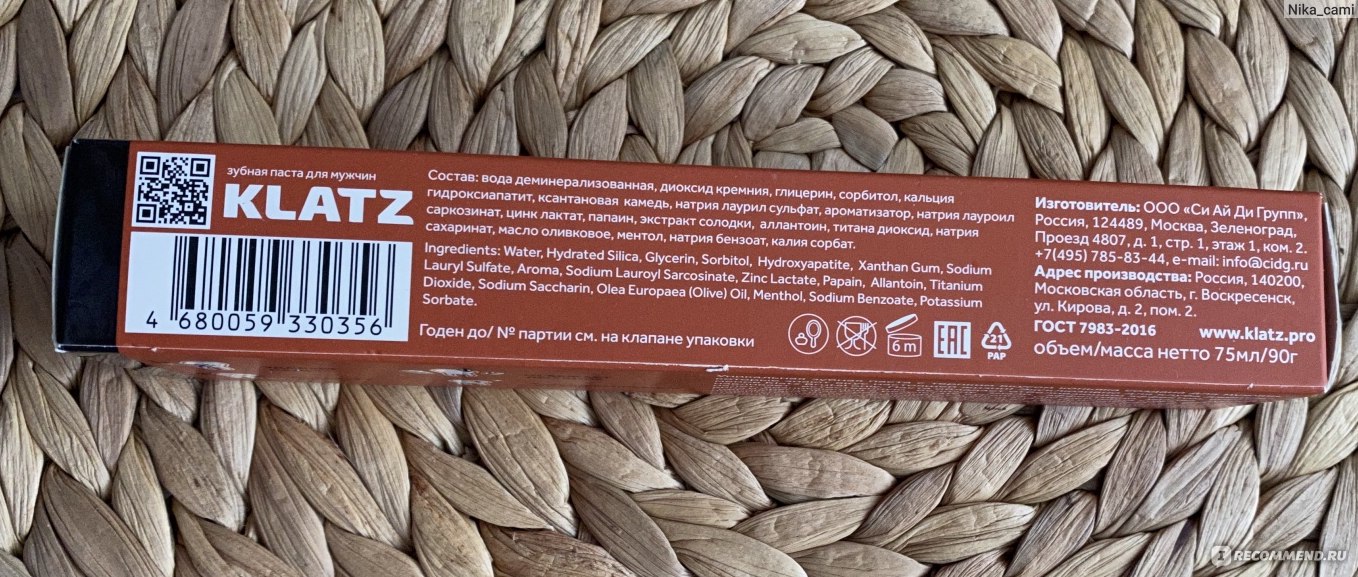 Nika_cami
зубная паста для мужчин
KLATZ
4 680059 330356
Состав: вода деминерализованная, диоксид кремния, глицерин, сорбитол, кальция
гидроксиапатит, ксантановая камедь, натрия лаурил сульфат, ароматизатор, натрия лауроил
саркозинат, цинк лактат, папаин, экстракт солодки, аллантоин, титана диоксид, натрия
сахаринат, масло оливковое, ментол, натрия бензоат, калия сорбат.
Ingredients: Water, Hydrated Silica, Glycerin, Sorbitol, Hydroxyapatite, Xanthan Gum, Sodium
Lauryl Sulfate, Aroma, Sodium Lauroyl Sarcosinate, Zinc Lactate, Papain, Allantoin, Titanium
Dioxide, Sodium Saccharin, Olea Europaea (Olive) Oil, Menthol, Sodium Benzoate, Potassium
Sorbate.
Годен до/ № партии см. на клапане упаковки
6 m
EAC
21
PAP
Изготовитель: ООО «Си Ай Ди Групп»,
Россия, 124489, Москва, Зеленоград,
Проезд 4807, д. 1, стр. 1, этаж 1, ком. 2.
+7(495) 785-83-44, e-mail: info@cidg.ru
Адрес производства: Россия, 140200,
Московская область, г. Воскресенск,
ул. Кирова, д. 2, пом. 2.
ГОСТ 7983-2016 www.klatz.pro
объем/масса нетто 75мл/90г
RECOMMEND.RU